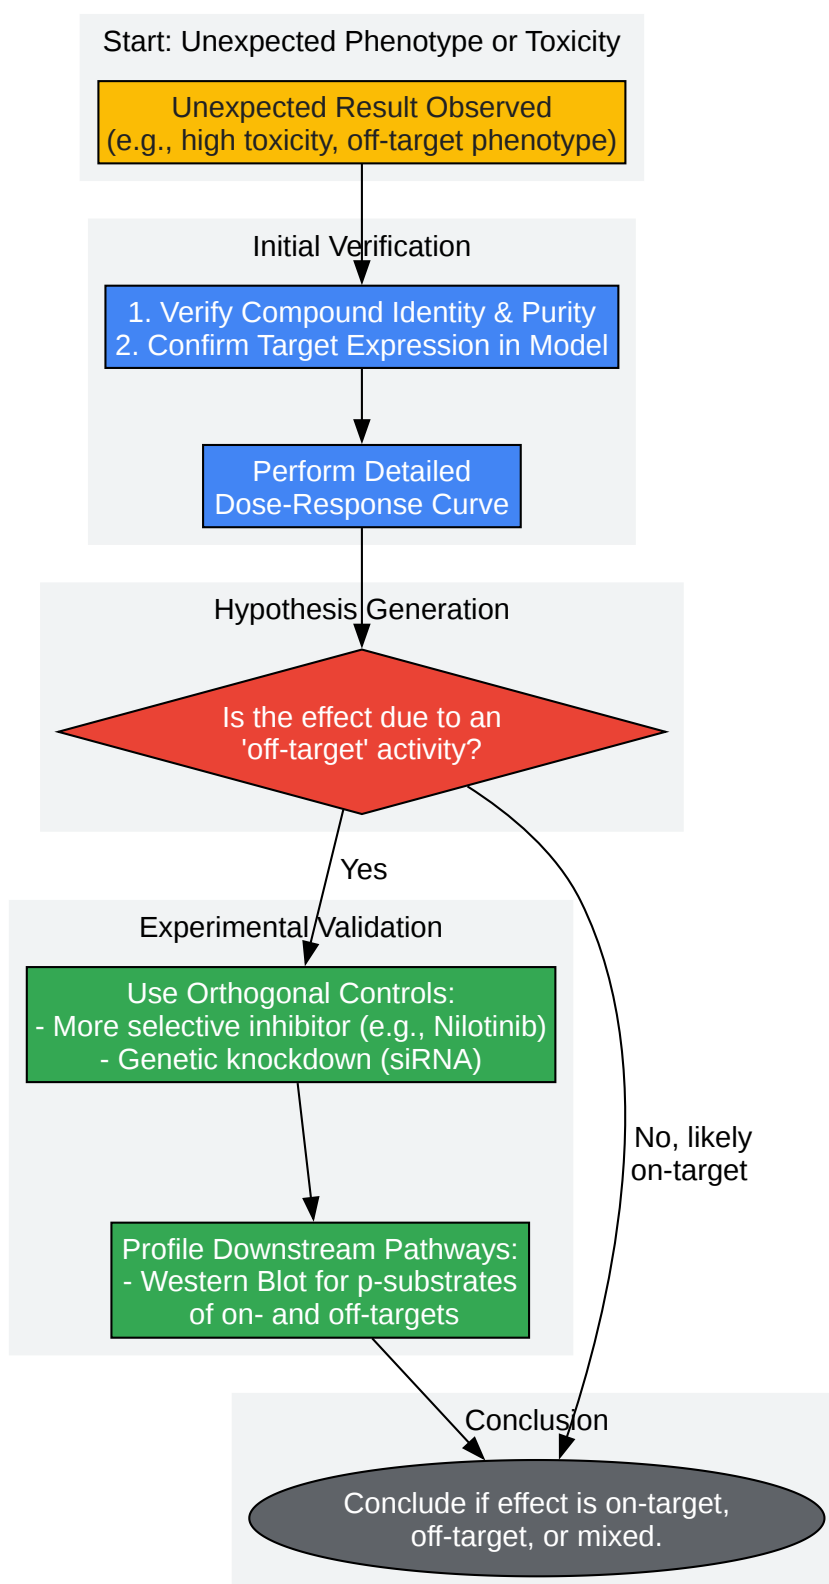 Start: Unexpected Phenotype or Toxicity
Unexpected Result Observed
(e.g., high toxicity, off-target phenotype)
Initial Verification
1. Verify Compound Identity & Purity
2. Confirm Target Expression in Model
Perform Detailed
Dose-Response Curve
Hypothesis Generation
Is the effect due to an
'off-target' activity?
Yes
Experimental Validation
Use Orthogonal Controls:
- More selective inhibitor (e.g., Nilotinib)
- Genetic knockdown (siRNA)
No, likely
on-target
Profile Downstream Pathways:
- Western Blot for p-substrates
of on- and off-targets
Conclusion
Conclude if effect is on-target,
off-target, or mixed.